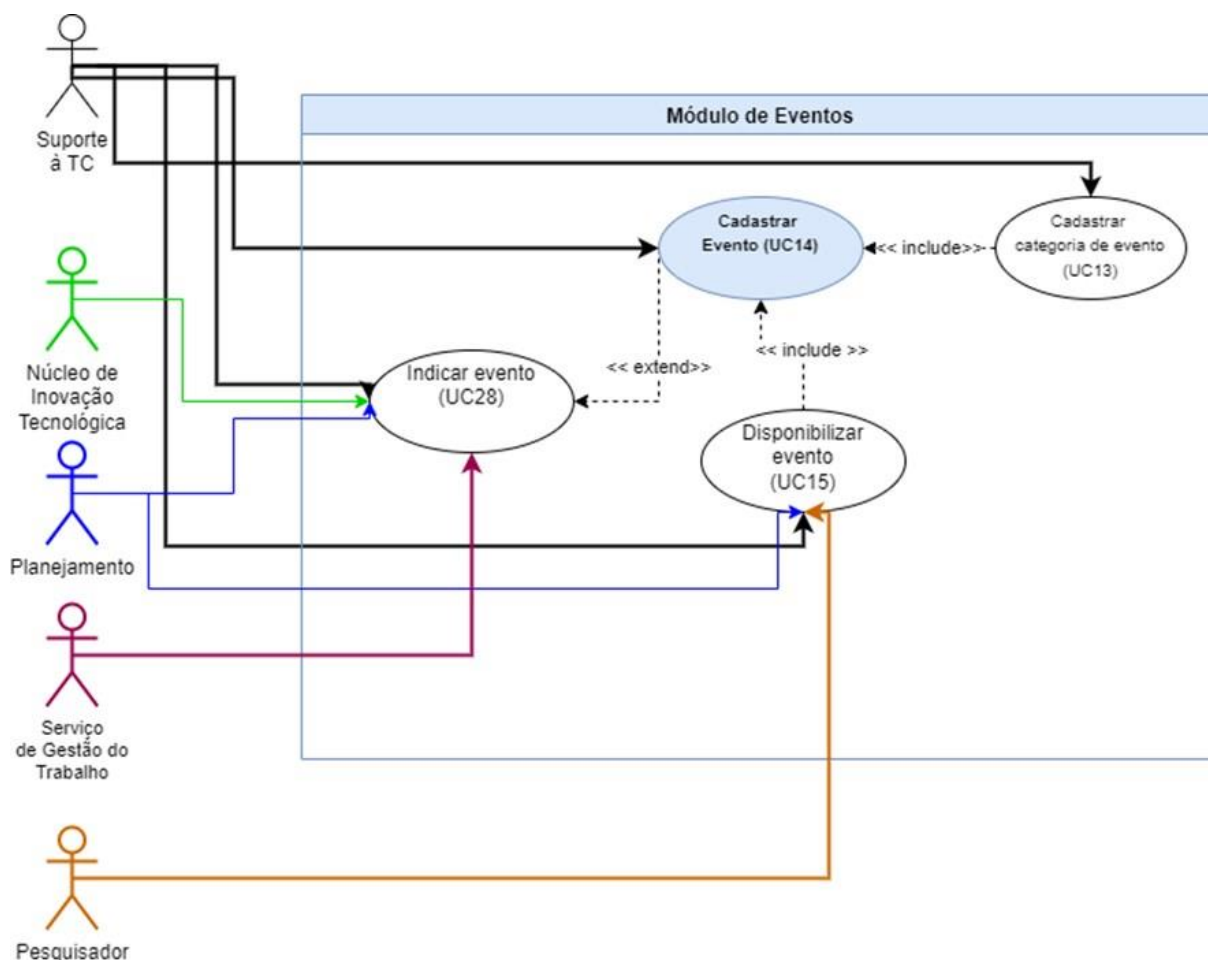 Suporte
à TC
Módulo de Eventos
Cadastrar
Evento (UC14)
<< include>>
Cadastrar
categoria de evento
(UC13)
Núcleo de
Inovação
Tecnológica
Indicar evento
(UC28)
<< extend>>
<< include >>
Disponibilizar
evento
(UC15)
Planejamento
Serviço
de Gestão do
Trabalho
Pesquisador